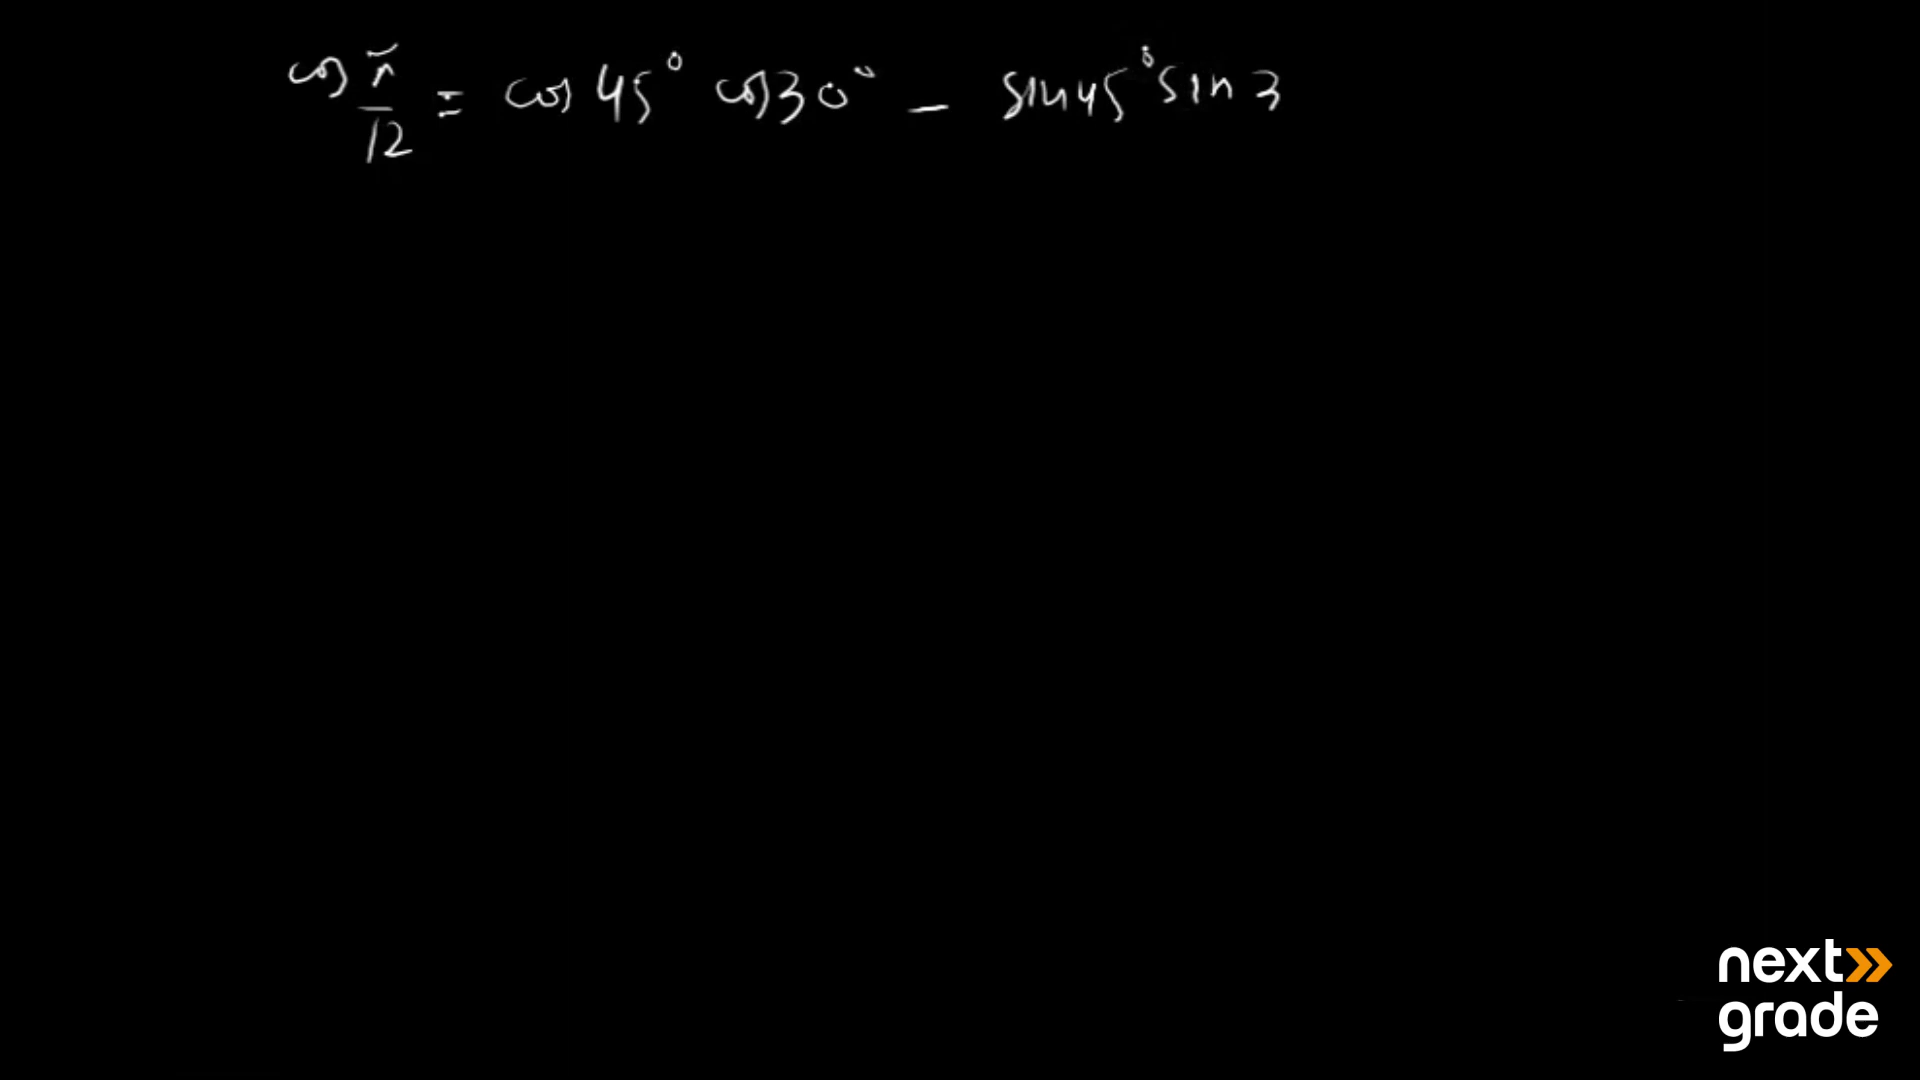 cos π/12 = cos 45° cos 30° - sin 45° sin 3
next
grade